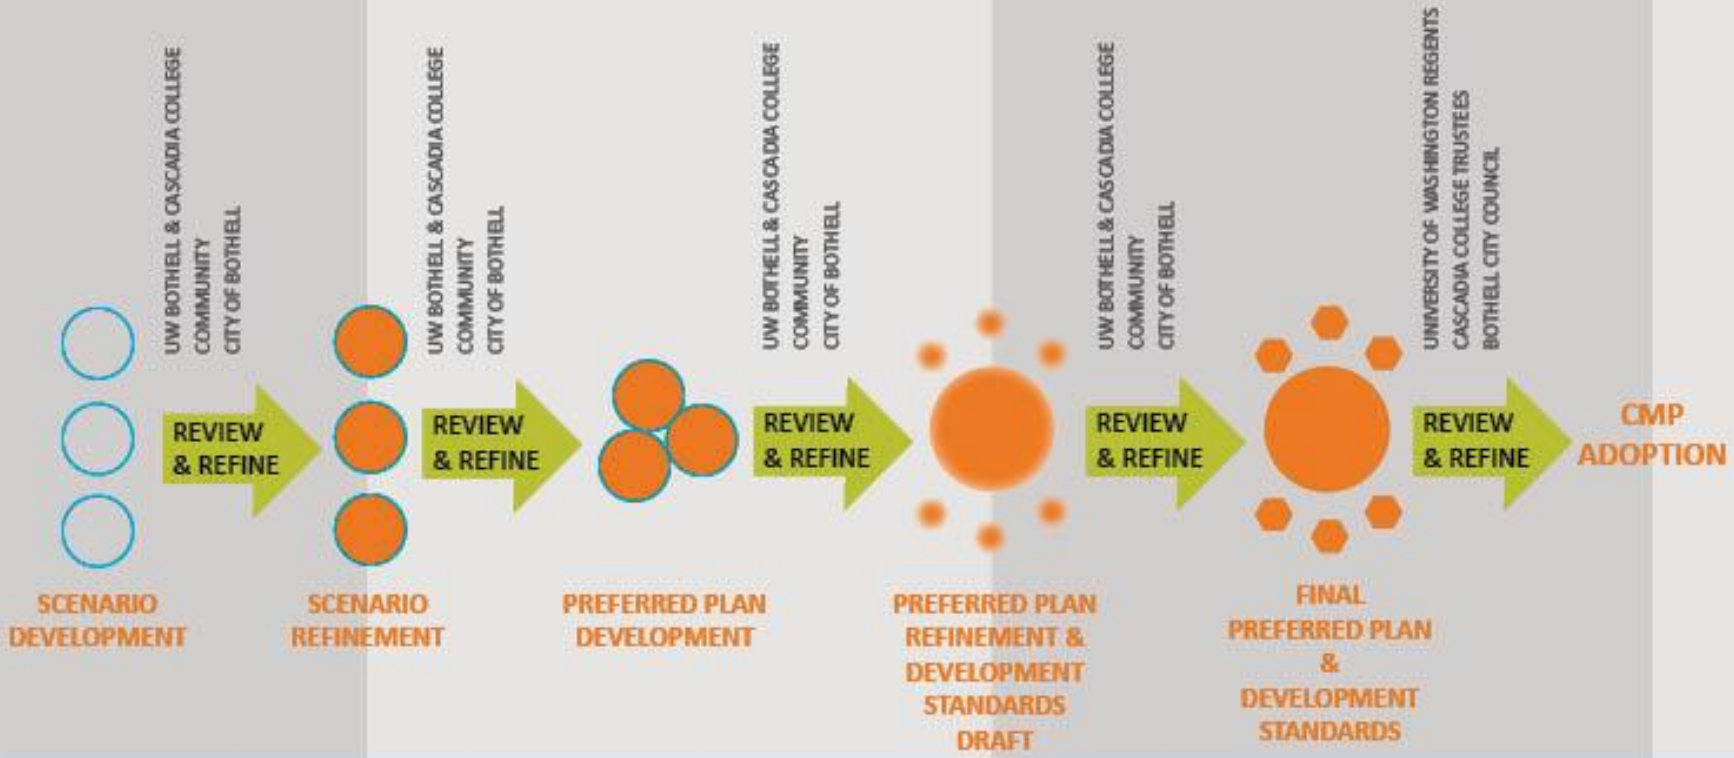 UW BOTHELL & CASCADIA COLLEGE
COMMUNITY
CITY OF BOTHELL
UW BOTHELL & CASCADIA COLLEGE
COMMUNITY
CITY OF BOTHELL
UW BOTHELL & CASCADIA COLLEGE
COMMUNITY
CITY OF BOTHELL
UW BOTHELL & CASCADIA COLLEGE
COMMUNITY
CITY OF BOTHELL
UNIVERSITY OF WASHINGTON REGENTS
CASCADIA COLLEGE TRUSTEES
BOTHELL CITY COUNCIL
REVIEW
& REFINE
REVIEW
& REFINE
REVIEW
& REFINE
REVIEW
& REFINE
REVIEW
& REFINE
CMP
ADOPTION
SCENARIO
DEVELOPMENT
SCENARIO
REFINEMENT
PREFERRED PLAN
DEVELOPMENT
PREFERRED PLAN
REFINEMENT &
DEVELOPMENT
STANDARDS
DRAFT
FINAL
PREFERRED PLAN
&
DEVELOPMENT
STANDARDS